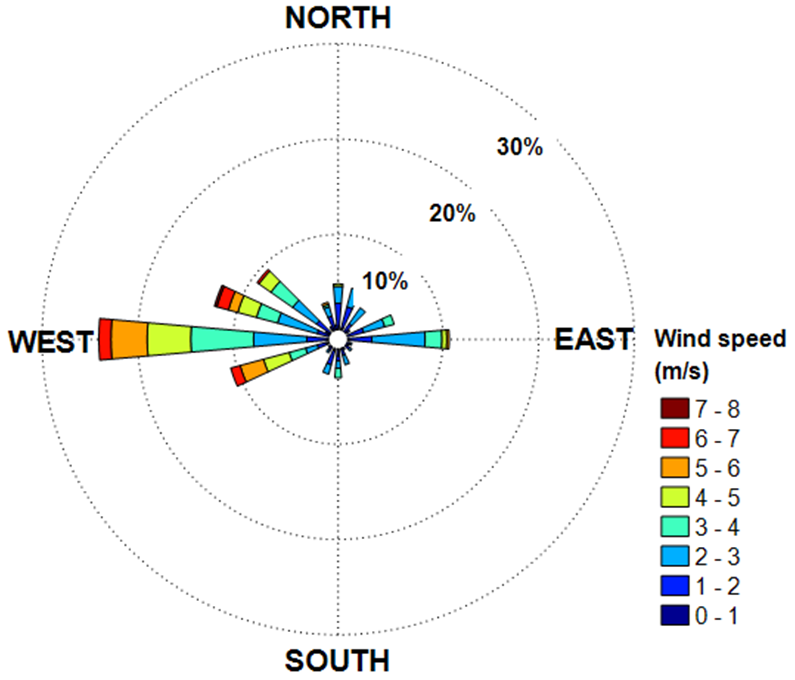 NORTH
30%
20%
10%
WEST
EAST
Wind speed
(m/s)
7 - 8
6 - 7
5 - 6
4 - 5
3 - 4
2 - 3
1 - 2
0 - 1
SOUTH